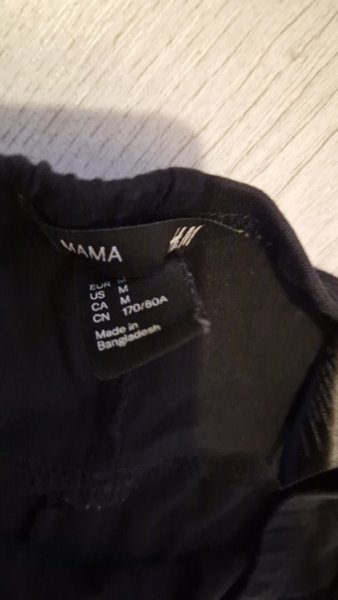 MAMA
H&M
EUR M
US M
CA M
CN 170/80A
Made in
Bangladesh